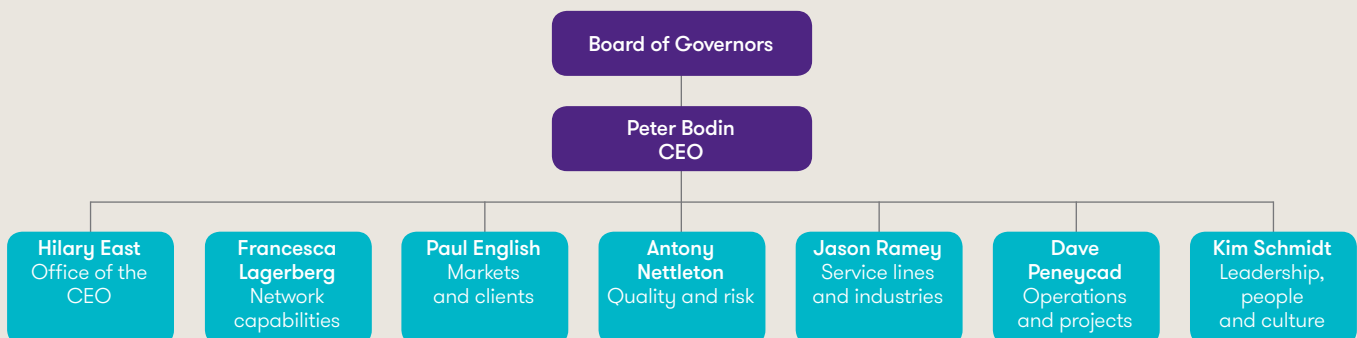 Board of Governors
Peter Bodin
CEO
Hilary East
Office of the
CEO
Francesca
Lagerberg
Network
capabilities
Paul English
Markets
and clients
Antony
Nettleton
Quality and risk
Jason Ramey
Service lines
and industries
Dave
Peneycad
Operations
and projects
Kim Schmidt
Leadership,
people
and culture